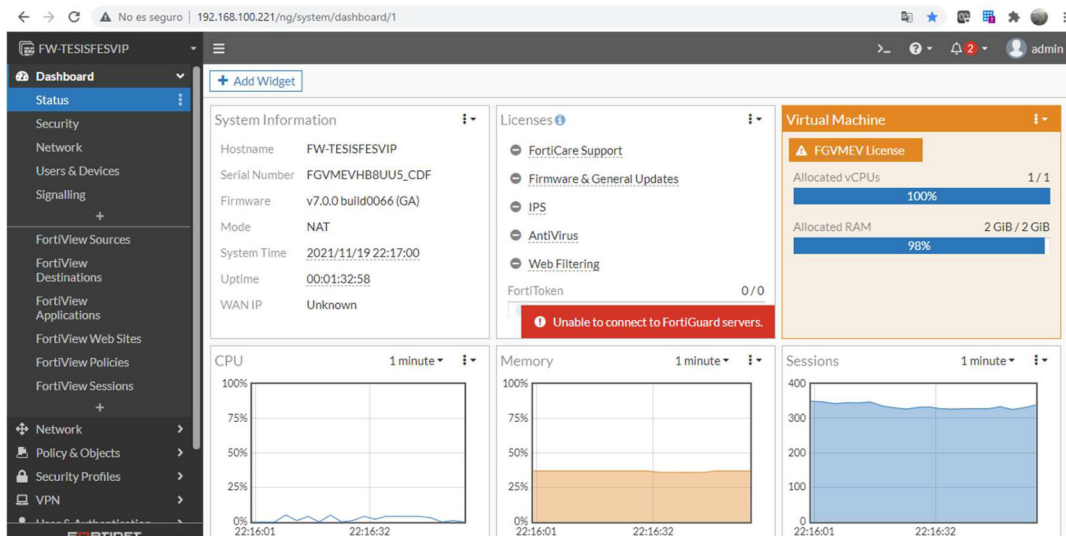 No es seguro | 192.168.100.221/ng/system/dashboard/1
FW-TESISFESVIP
>_
2
admin
Dashboard
Status
Security
Network
Users & Devices
Signalling
+
FortiView Sources
FortiView
Destinations
FortiView
Applications
FortiView Web Sites
FortiView Policies
FortiView Sessions
+
Network
Policy & Objects
Security Profiles
VPN
User & Authentication
FORTINET
+ Add Widget
System Information
Hostname FW-TESISFESVIP
Serial Number FGVMEVHB8UU5_CDF
Firmware v7.0.0 build0066 (GA)
Mode NAT
System Time 2021/11/19 22:17:00
Uptime 00:01:32:58
WAN IP Unknown
Licenses
FortiCare Support
Firmware & General Updates
IPS
AntiVirus
Web Filtering
FortiToken 0/0
Unable to connect to FortiGuard servers.
Virtual Machine
FGVMEV License
Allocated vCPUs 1/1
100%
Allocated RAM 2 GiB / 2 GiB
98%
CPU 1 minute
100%
75%
50%
25%
0%
22:16:01 22:16:32
Memory 1 minute
100%
75%
50%
25%
0%
22:16:01 22:16:32
Sessions 1 minute
400
300
200
100
0
22:16:01 22:16:32